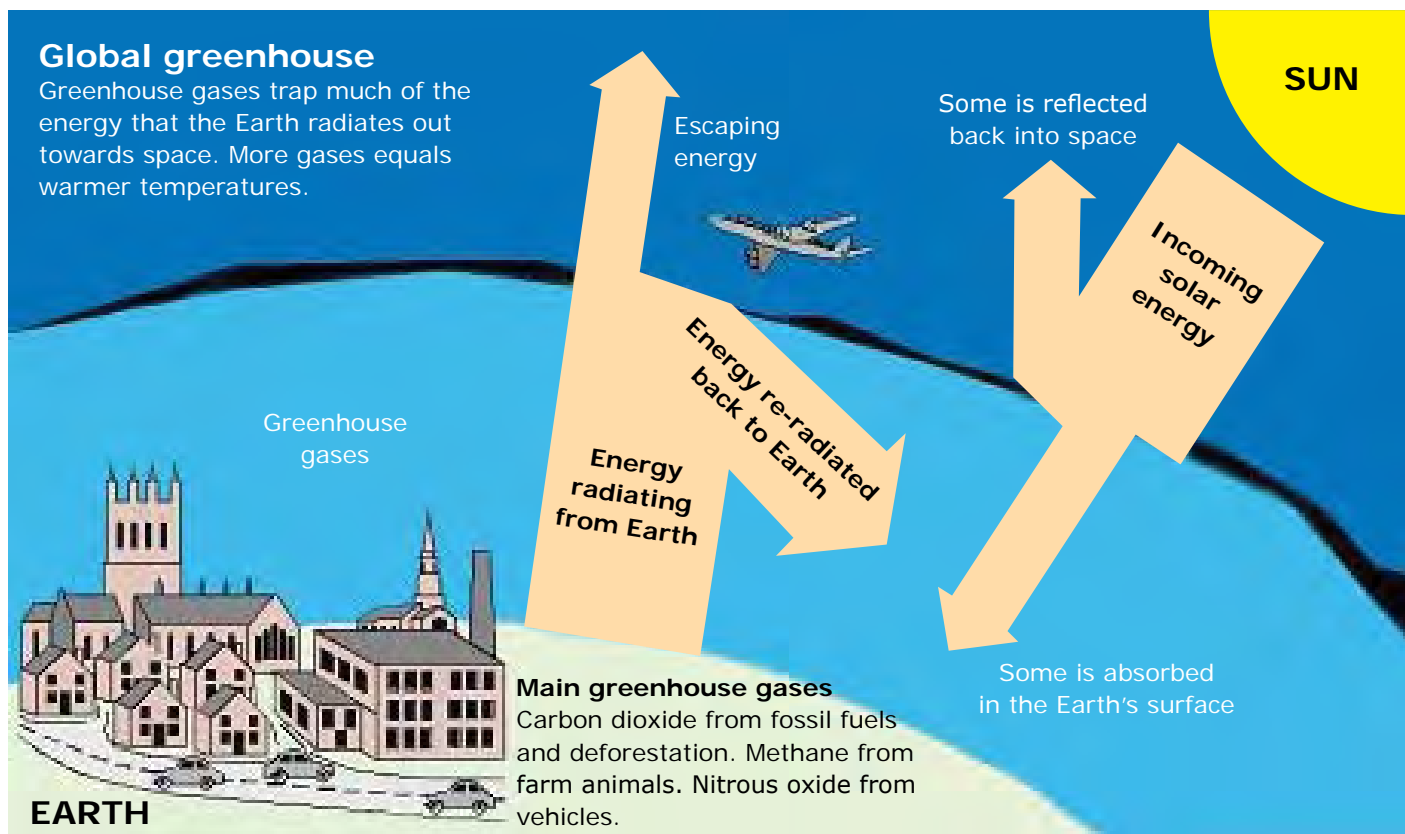 Global greenhouse
Greenhouse gases trap much of the
energy that the Earth radiates out
towards space. More gases equals
warmer temperatures.
Escaping
energy
Some is reflected
back into space
SUN
Incoming
solar
energy
Energy re-radiated
back to Earth
Greenhouse
gases
Energy
radiating
from Earth
Some is absorbed
in the Earth's surface
Main greenhouse gases
Carbon dioxide from fossil fuels
and deforestation. Methane from
farm animals. Nitrous oxide from
vehicles.
EARTH